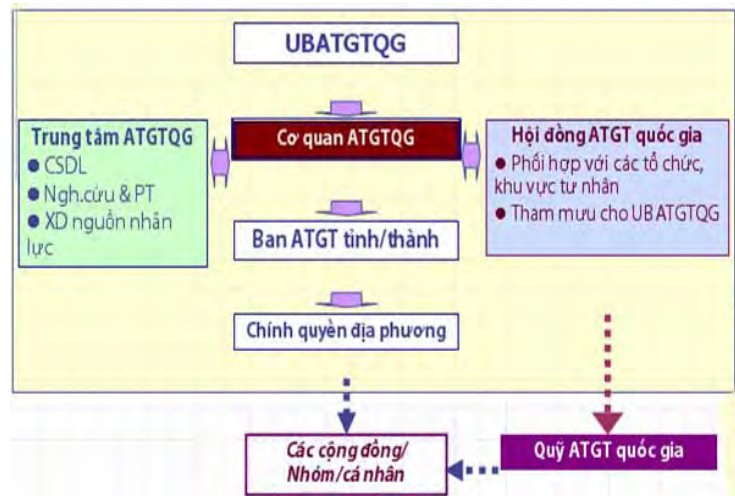 UBATGTQG
Trung tâm ATGTQG
● CSDL
● Ngh.cứu & PT
● XD nguồn nhân
lực
Cơ quan ATGTQG
Hội đồng ATGT quốc gia
● Phối hợp với các tổ chức,
khu vực tư nhân
● Tham mưu cho UBATGTQG
Ban ATGT tỉnh/thành
Chính quyền địa phương
Các cộng đồng/
Nhóm/cá nhân
Quỹ ATGT quốc gia